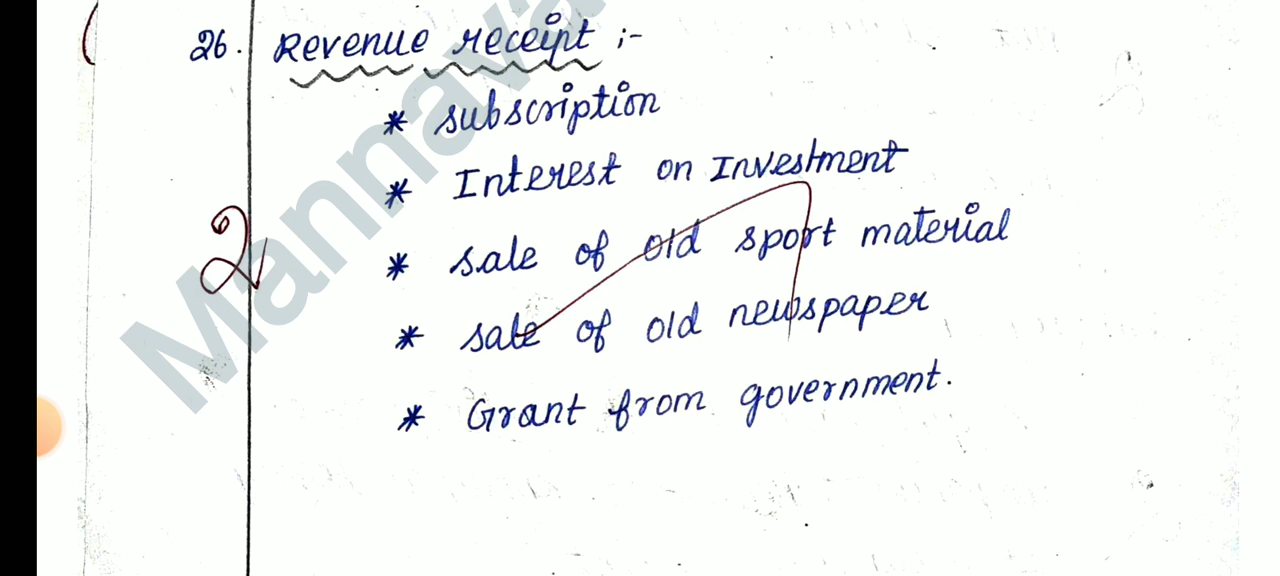 26. Revenue receipt :-
* subscription
* Interest on Investment
* sale of old sport material
2
* sale of old newspaper
* Grant from government.
Mannava